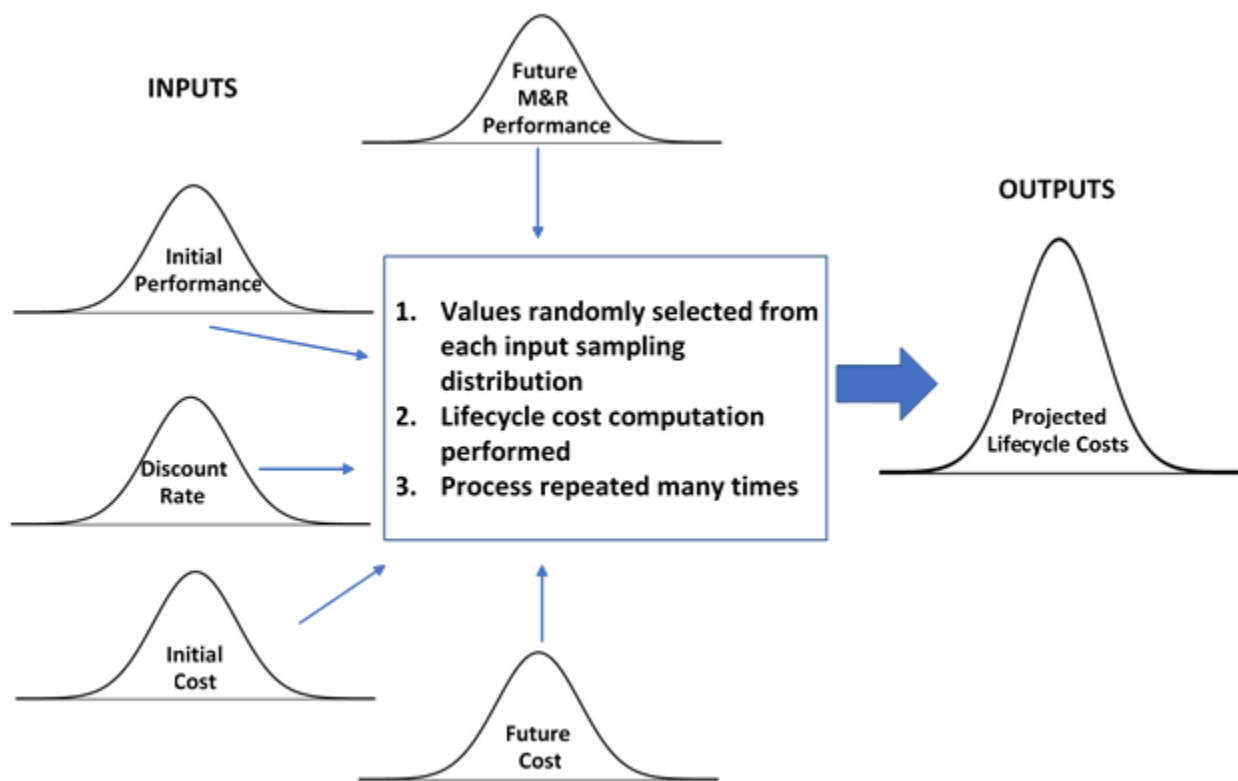 INPUTS
Future
M&R
Performance
Initial
Performance
Discount
Rate
Initial
Cost
Future
Cost
1. Values randomly selected from
each input sampling
distribution
2. Lifecycle cost computation
performed
3. Process repeated many times
OUTPUTS
Projected
Lifecycle Costs